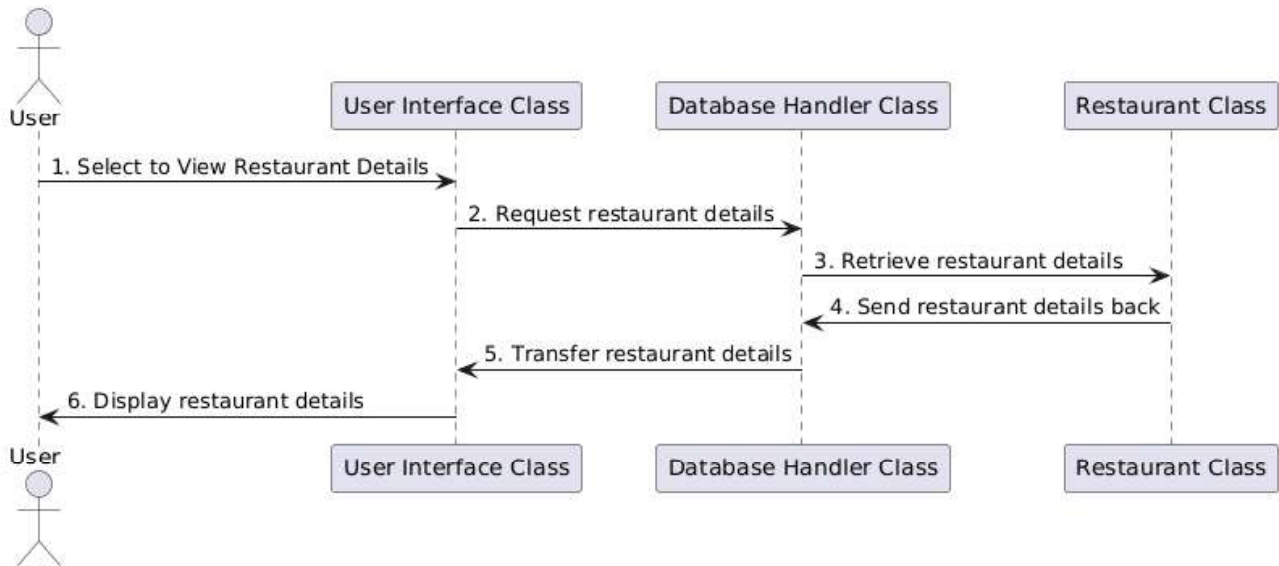 User
User Interface Class
Database Handler Class
Restaurant Class
1. Select to View Restaurant Details
2. Request restaurant details
3. Retrieve restaurant details
4. Send restaurant details back
5. Transfer restaurant details
6. Display restaurant details
User
User Interface Class
Database Handler Class
Restaurant Class